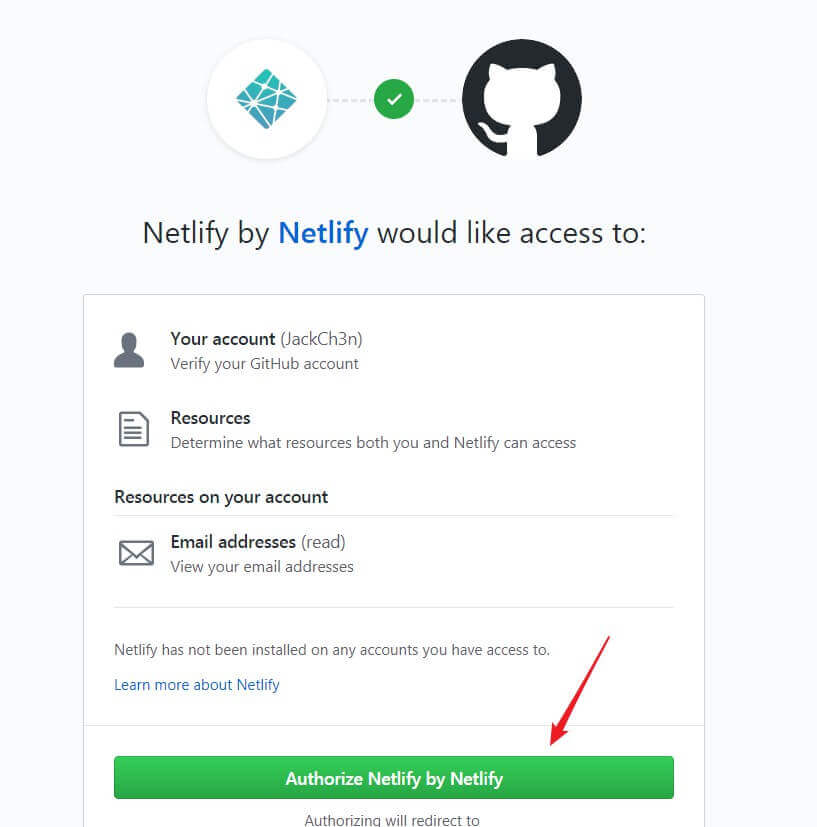 Netlify by Netlify would like access to:
Your account (JackCh3n)
Verify your GitHub account
Resources
Determine what resources both you and Netlify can access
Resources on your account
Email addresses (read)
View your email addresses
Netlify has not been installed on any accounts you have access to.
Learn more about Netlify
Authorize Netlify by Netlify
Authorizing will redirect to